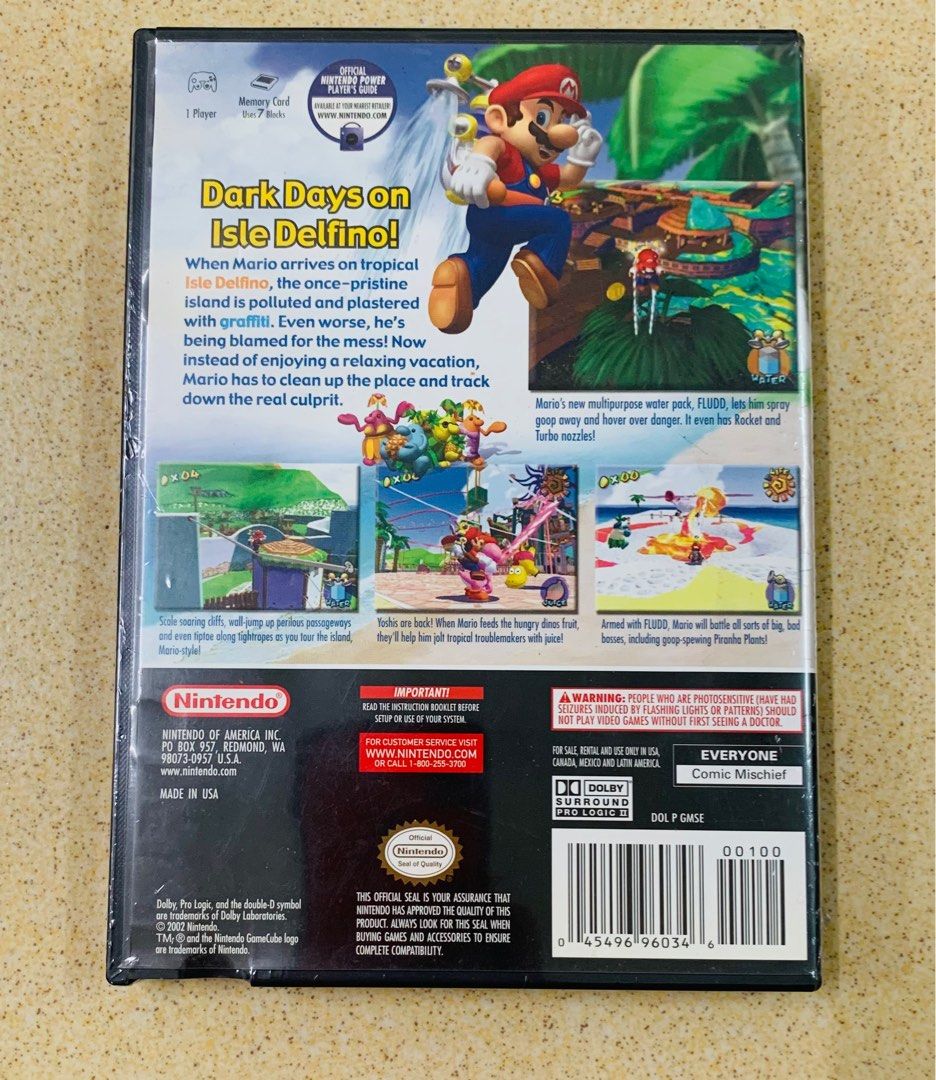 1 Player
Memory Card
Uses 7 Blocks
OFFICIAL
NINTENDO POWER
PLAYER'S GUIDE
AVAILABLE AT YOUR NEAREST RETAILER!
WWW.NINTENDO.COM
M
Dark Days on
Isle Delfino!
When Mario arrives on tropical
Isle Delfino, the once-pristine
island is polluted and plastered
with graffiti. Even worse, he's
being blamed for the mess! Now
instead of enjoying a relaxing vacation,
Mario has to clean up the place and track
down the real culprit.
WATER
Mario's new multipurpose water pack, FLUDD, lets him spray
goop away and hover over danger. It even has Rocket and
Turbo nozzles!
x04
WATER
x00
JUICE
x00
LIFE
WATER
Scale soaring cliffs, wall-jump up perilous passageways
and even tiptoe along tightropes as you tour the island,
Mario-style!
Yoshis are back! When Mario feeds the hungry dinos fruit,
they'll help him jolt tropical troublemakers with juice!
Armed with FLUDD, Mario will battle all sorts of big, bad
bosses, including goop-spewing Piranha Plants!
Nintendo®
NINTENDO OF AMERICA INC.
PO BOX 957, REDMOND, WA
98073-0957 U.S.A.
www.nintendo.com
MADE IN USA
IMPORTANT!
READ THE INSTRUCTION BOOKLET BEFORE
SETUP OR USE OF YOUR SYSTEM.
FOR CUSTOMER SERVICE VISIT
WWW.NINTENDO.COM
OR CALL 1-800-255-3700
WARNING: PEOPLE WHO ARE PHOTOSENSITIVE (HAVE HAD
SEIZURES INDUCED BY FLASHING LIGHTS OR PATTERNS) SHOULD
NOT PLAY VIDEO GAMES WITHOUT FIRST SEEING A DOCTOR.
FOR SALE, RENTAL AND USE ONLY IN USA,
CANADA, MEXICO AND LATIN AMERICA.
EVERYONE
Comic Mischief
DOLBY
SURROUND
PRO LOGIC II
DOL P GMSE
Official
Nintendo
Seal of Quality
Dolby, Pro Logic, and the double-D symbol
are trademarks of Dolby Laboratories.
© 2002 Nintendo.
TM, ® and the Nintendo GameCube logo
are trademarks of Nintendo.
THIS OFFICIAL SEAL IS YOUR ASSURANCE THAT
NINTENDO HAS APPROVED THE QUALITY OF THIS
PRODUCT. ALWAYS LOOK FOR THIS SEAL WHEN
BUYING GAMES AND ACCESSORIES TO ENSURE
COMPLETE COMPATIBILITY.
00100
0 45496 96034 6